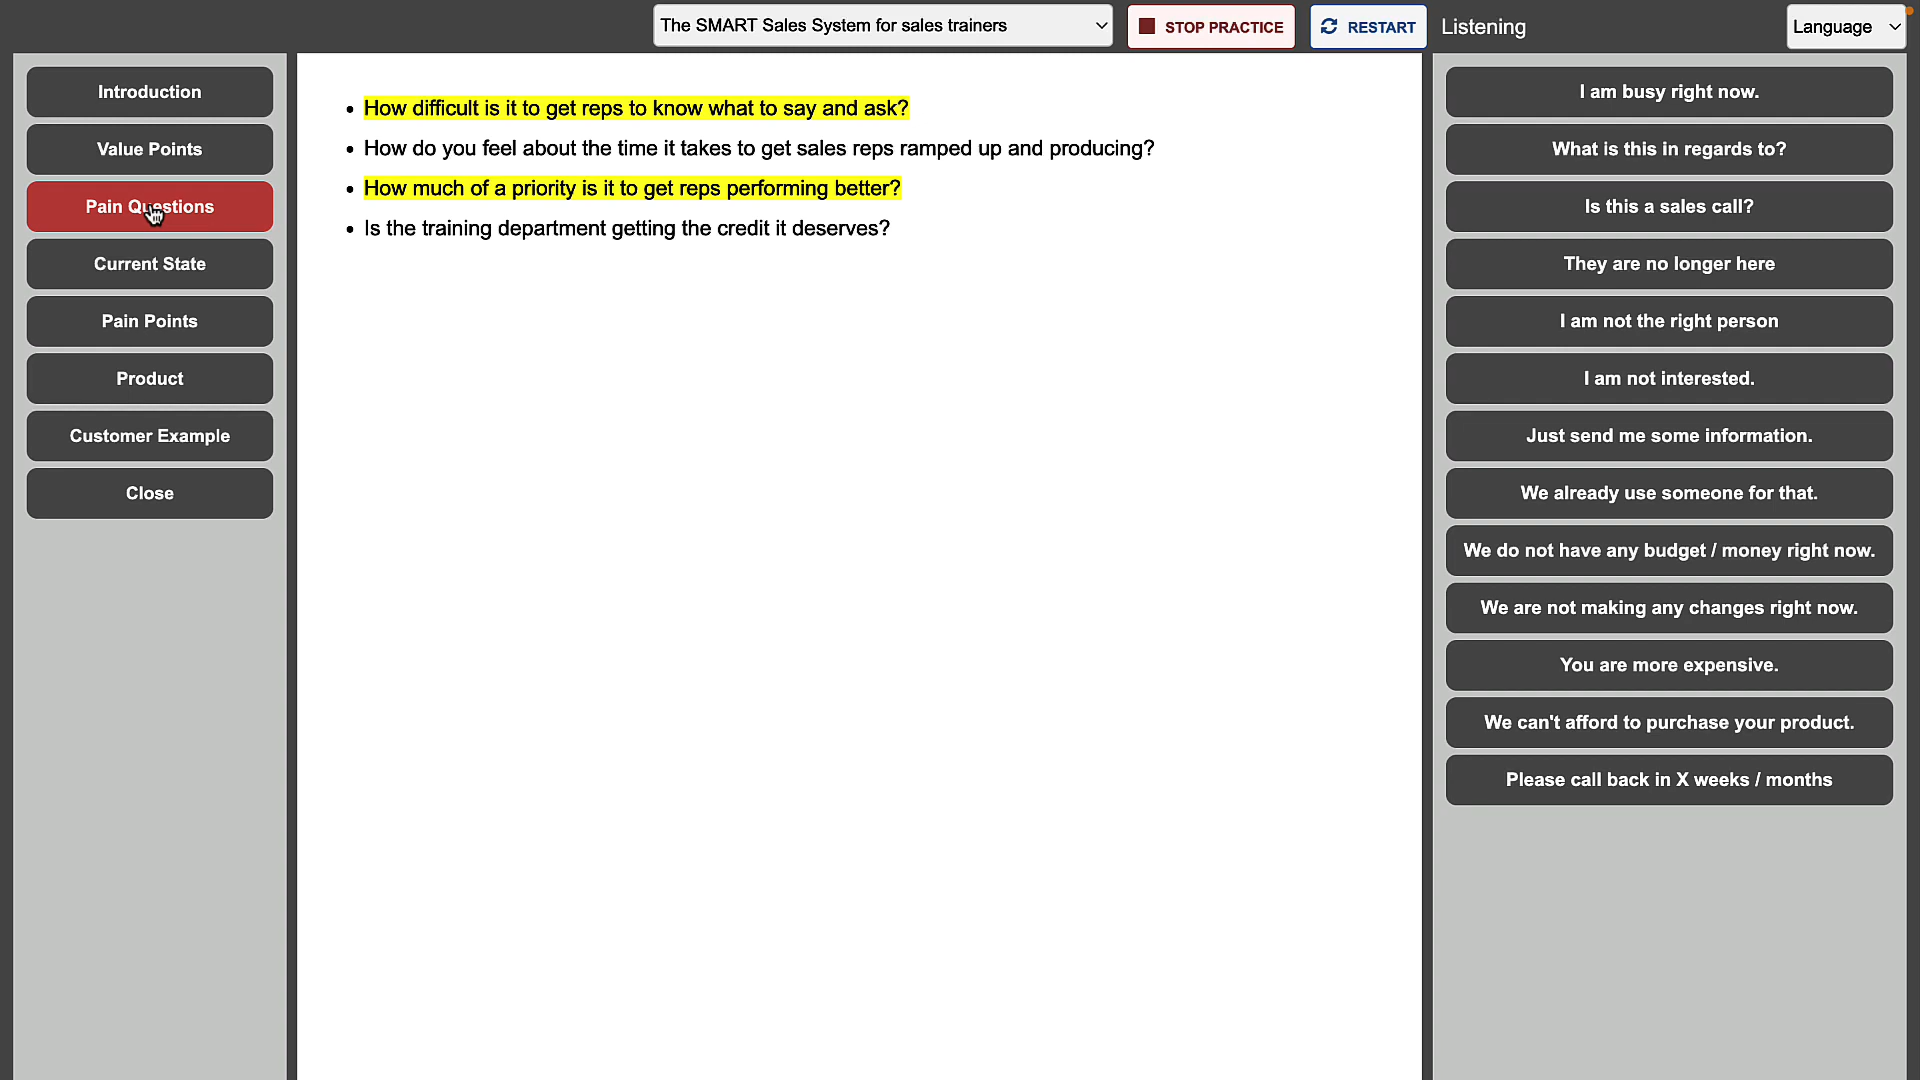 The SMART Sales System for sales trainers
STOP PRACTICE
RESTART
Listening
Language
Introduction
Value Points
Pain Questions
Current State
Pain Points
Product
Customer Example
Close
• How difficult is it to get reps to know what to say and ask?
• How do you feel about the time it takes to get sales reps ramped up and producing?
• How much of a priority is it to get reps performing better?
• Is the training department getting the credit it deserves?
I am busy right now.
What is this in regards to?
Is this a sales call?
They are no longer here
I am not the right person
I am not interested.
Just send me some information.
We already use someone for that.
We do not have any budget / money right now.
We are not making any changes right now.
You are more expensive.
We can't afford to purchase your product.
Please call back in X weeks / months